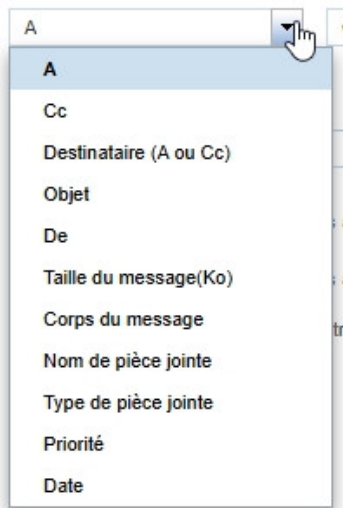 A
A
Cc
Destinataire (A ou Cc)
Objet
De
Taille du message(Ko)
Corps du message
Nom de pièce jointe
Type de pièce jointe
Priorité
Date